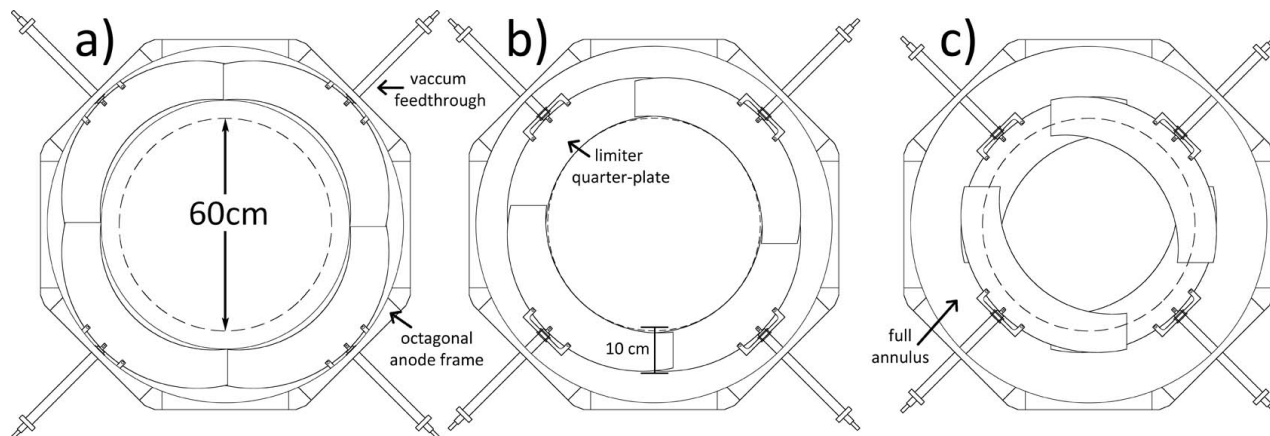 a)
vaccum
feedthrough
60cm
octagonal
anode frame
b)
limiter
quarter-plate
10 cm
c)
full
annulus